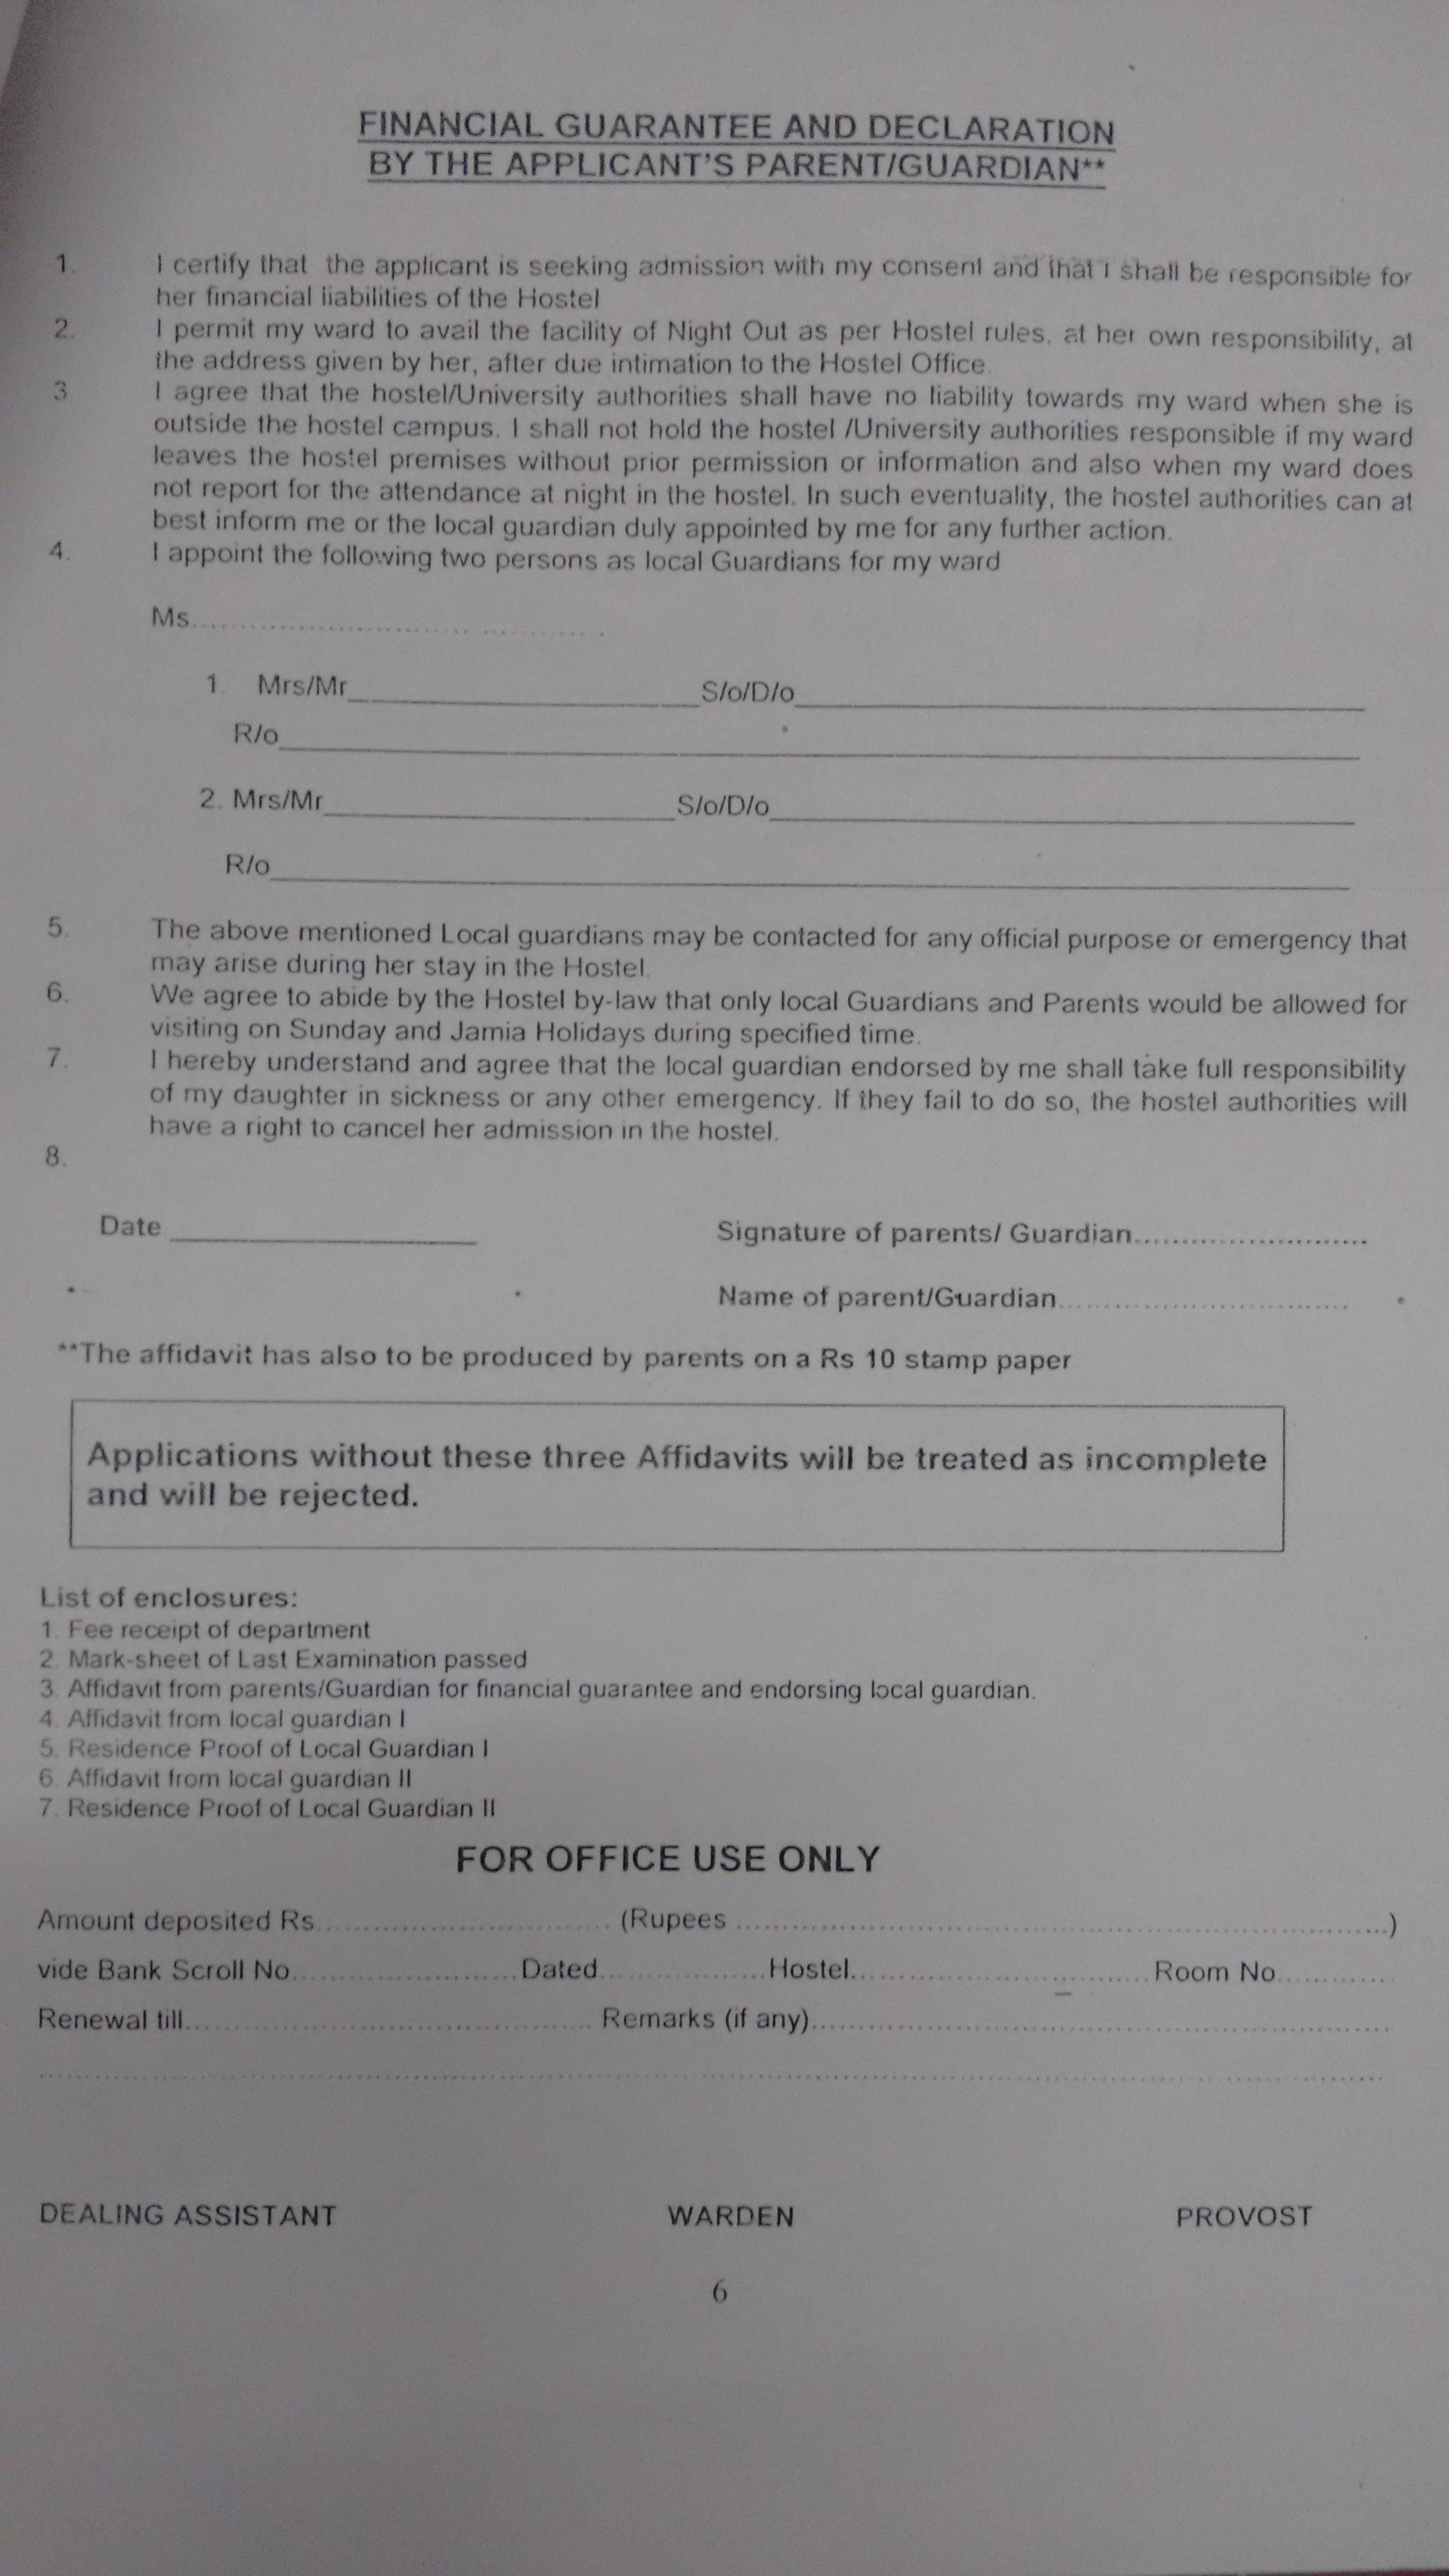 FINANCIAL GUARANTEE AND DECLARATION
BY THE APPLICANT'S PARENT/GUARDIAN**
1. I certify that the applicant is seeking admission with my consent and that I shall be responsible for
her financial liabilities of the Hostel
2. I permit my ward to avail the facility of Night Out as per Hostel rules, at her own responsibility, at
the address given by her, after due intimation to the Hostel Office.
3 I agree that the hostel/University authorities shall have no liability towards my ward when she is
outside the hostel campus. I shall not hold the hostel /University authorities responsible if my ward
leaves the hostel premises without prior permission or information and also when my ward does
not report for the attendance at night in the hostel. In such eventuality, the hostel authorities can at
best inform me or the local guardian duly appointed by me for any further action.
4. I appoint the following two persons as local Guardians for my ward
Ms..............................................
1. Mrs/Mr__________________________S/o/D/o__________________________________________
R/o________________________________________________________________________________
2. Mrs/Mr__________________________S/o/D/o___________________________________________
R/o________________________________________________________________________________
5. The above mentioned Local guardians may be contacted for any official purpose or emergency that
may arise during her stay in the Hostel.
6. We agree to abide by the Hostel by-law that only local Guardians and Parents would be allowed for
visiting on Sunday and Jamia Holidays during specified time.
7. I hereby understand and agree that the local guardian endorsed by me shall take full responsibility
of my daughter in sickness or any other emergency. If they fail to do so, the hostel authorities will
have a right to cancel her admission in the hostel.
8.
Date ______________________ Signature of parents/ Guardian..........................
Name of parent/Guardian................................
**The affidavit has also to be produced by parents on a Rs 10 stamp paper
Applications without these three Affidavits will be treated as incomplete
and will be rejected.
List of enclosures:
1. Fee receipt of department
2. Mark-sheet of Last Examination passed
3. Affidavit from parents/Guardian for financial guarantee and endorsing local guardian.
4. Affidavit from local guardian I
5. Residence Proof of Local Guardian I
6. Affidavit from local guardian II
7. Residence Proof of Local Guardian II
FOR OFFICE USE ONLY
Amount deposited Rs.................................. (Rupees ............................................................................)
vide Bank Scroll No..........................Dated...................Hostel..................................Room No.............
Renewal till............................................... Remarks (if any)..................................................................
............................................................................................................................................................
DEALING ASSISTANT WARDEN PROVOST
6